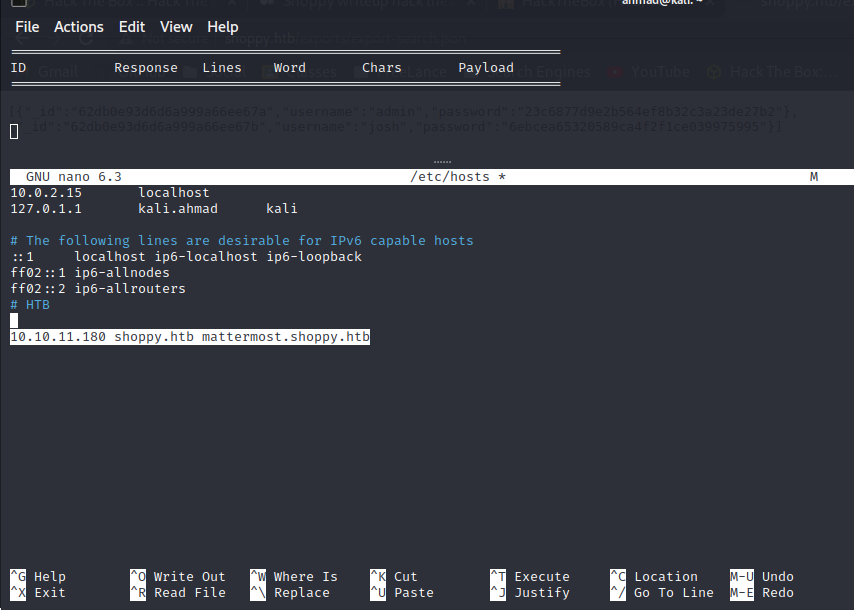 ahmad@kali: ~
File Actions Edit View Help
ID Response Lines Word Chars Payload
[{"_id":"62db0e93d6d6a999a66ee67a","username":"admin","password":"23c6877d9e2b564ef8b32c3a23de27b2"},
_id":"62db0e93d6d6a999a66ee67b","username":"josh","password":"6ebcea65320589ca4f2f1ce039975995"}]
GNU nano 6.3 /etc/hosts * M
10.0.2.15 localhost
127.0.1.1 kali.ahmad kali
# The following lines are desirable for IPv6 capable hosts
::1 localhost ip6-localhost ip6-loopback
ff02::1 ip6-allnodes
ff02::2 ip6-allrouters
# HTB
10.10.11.180 shoppy.htb mattermost.shoppy.htb
^G Help ^O Write Out ^W Where Is ^K Cut ^T Execute ^C Location M-U Undo
^X Exit ^R Read File ^\ Replace ^U Paste ^J Justify ^/ Go To Line M-E Redo